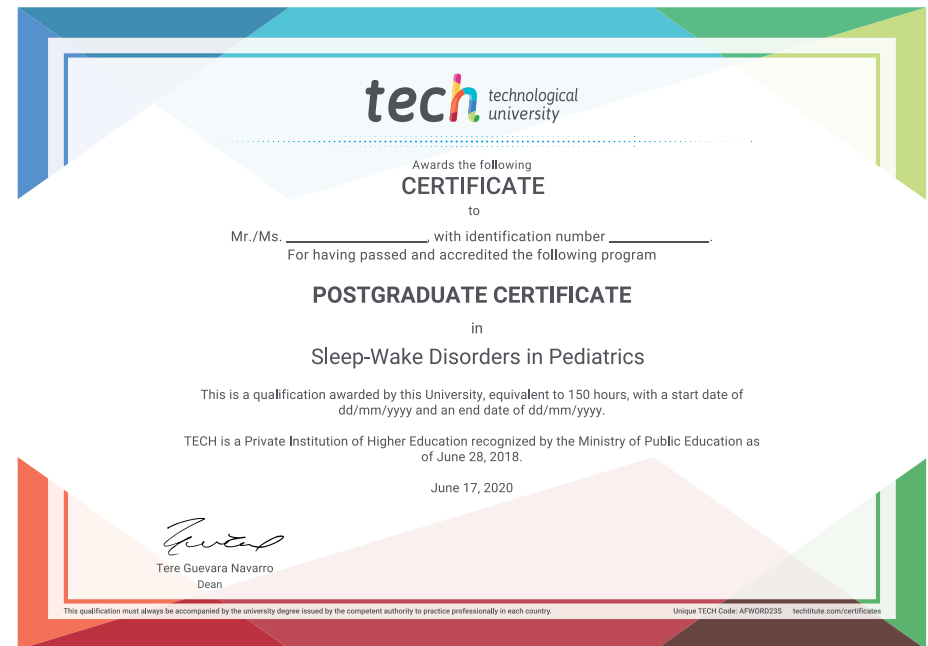 tech technological
university
Awards the following
CERTIFICATE
to
Mr./Ms. ____________, with identification number ____________.
For having passed and accredited the following program
POSTGRADUATE CERTIFICATE
in
Sleep-Wake Disorders in Pediatrics
This is a qualification awarded by this University, equivalent to 150 hours, with a start date of
dd/mm/yyyy and an end date of dd/mm/yyyy.
TECH is a Private Institution of Higher Education recognized by the Ministry of Public Education as
of June 28, 2018.
June 17, 2020
Tere Guevara Navarro
Dean
This qualification must always be accompanied by the university degree issued by the competent authority to practice professionally in each country. Unique TECH Code: AFWORD23S techtitute.com/certificates